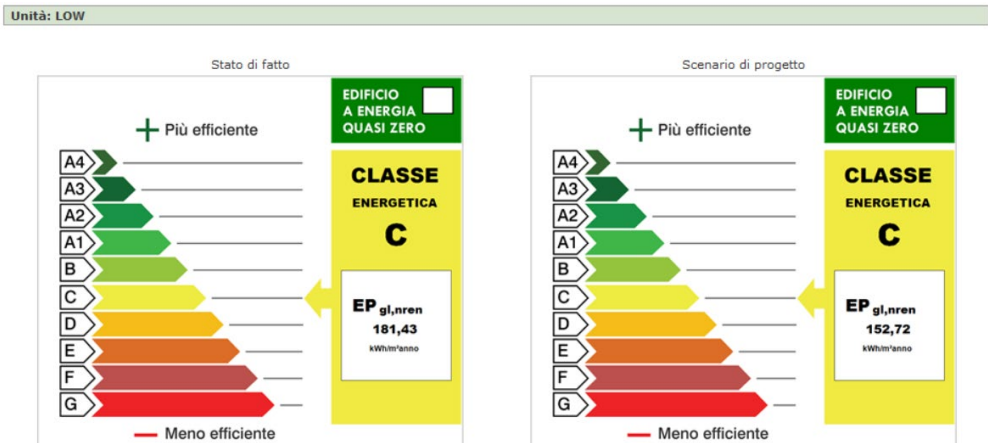 Unità: LOW
Stato di fatto
EDIFICIO
A ENERGIA
QUASI ZERO
Più efficiente
A4
A3
A2
A1
B
C
D
E
F
G
Meno efficiente
CLASSE
ENERGETICA
C
EP gl,nren
181,43
kWh/m²anno
Scenario di progetto
EDIFICIO
A ENERGIA
QUASI ZERO
Più efficiente
A4
A3
A2
A1
B
C
D
E
F
G
Meno efficiente
CLASSE
ENERGETICA
C
EP gl,nren
152,72
kWh/m²anno